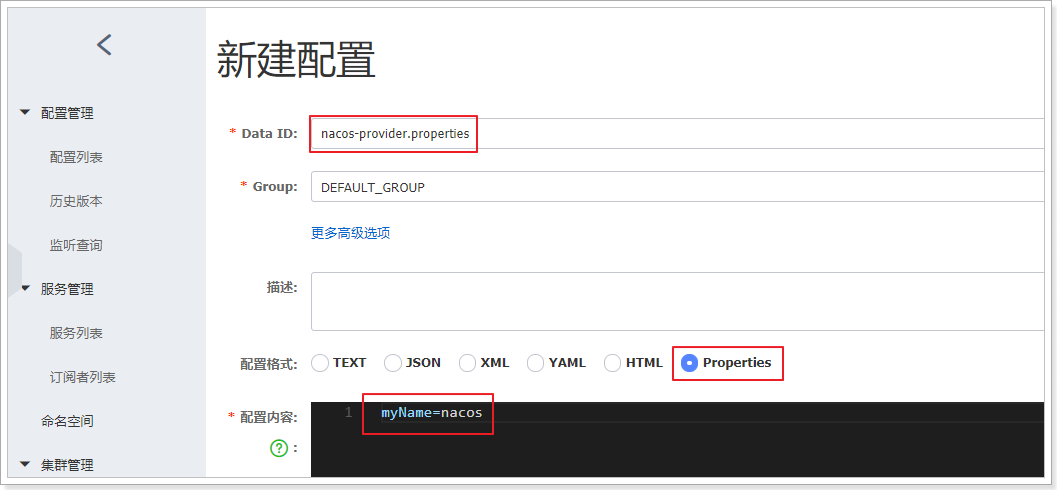 新建配置
配置管理
配置列表
历史版本
监听查询
服务管理
服务列表
订阅者列表
命名空间
集群管理
* Data ID: nacos-provider.properties
* Group: DEFAULT_GROUP
更多高级选项
描述:
配置格式: TEXT JSON XML YAML HTML Properties
* 配置内容: 1 myName=nacos
? :